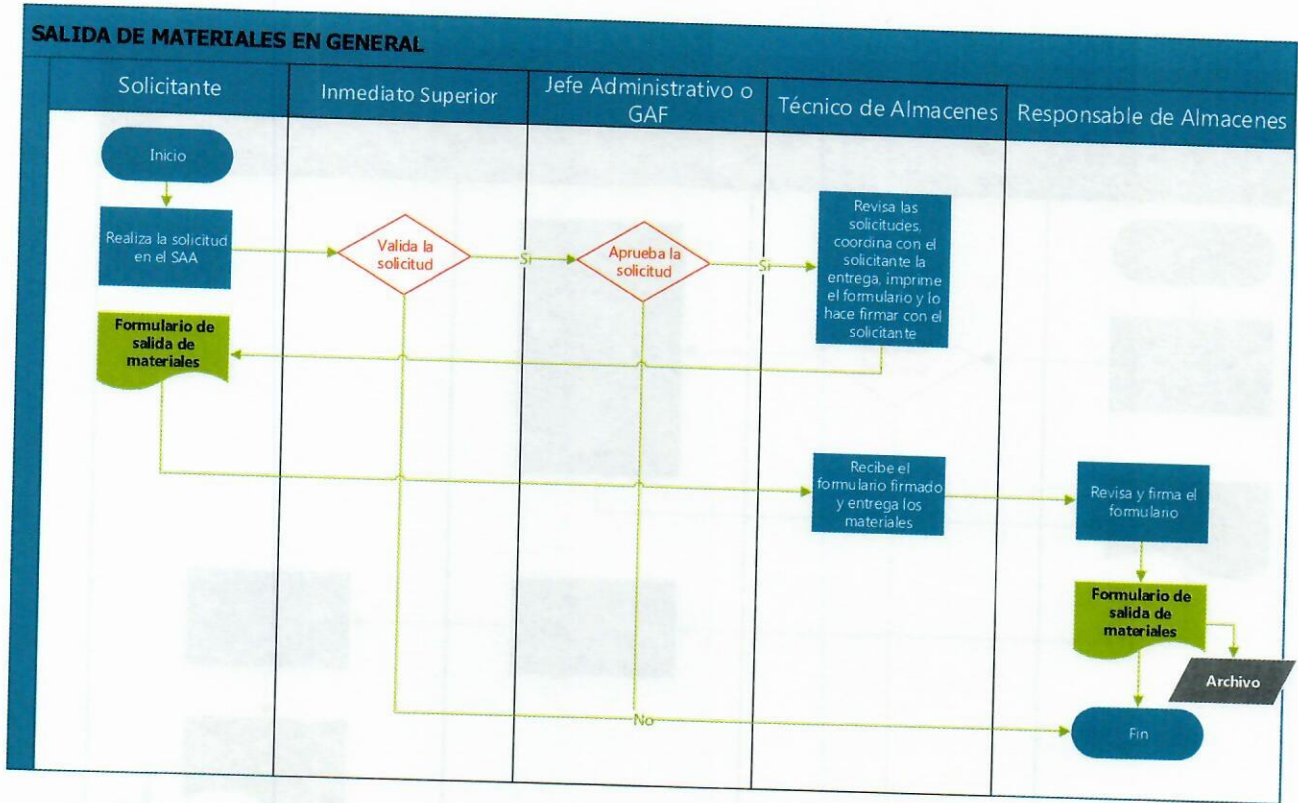 SALIDA DE MATERIALES EN GENERAL
Solicitante
Inmediato Superior
Jefe Administrativo o
GAF
Técnico de Almacenes
Responsable de Almacenes
Inicio
Realiza la solicitud
en el SAA
Valida la
solicitud
Si
Aprueba la
solicitud
Si
Revisa las
solicitudes,
coordina con el
solicitante la
entrega, imprime
el formulario y lo
hace firmar con el
solicitante
Formulario de
salida de
materiales
Recibe el
formulario firmado
y entrega los
materiales
Revisa y firma el
formulario
Formulario de
salida de
materiales
Archivo
No
Fin